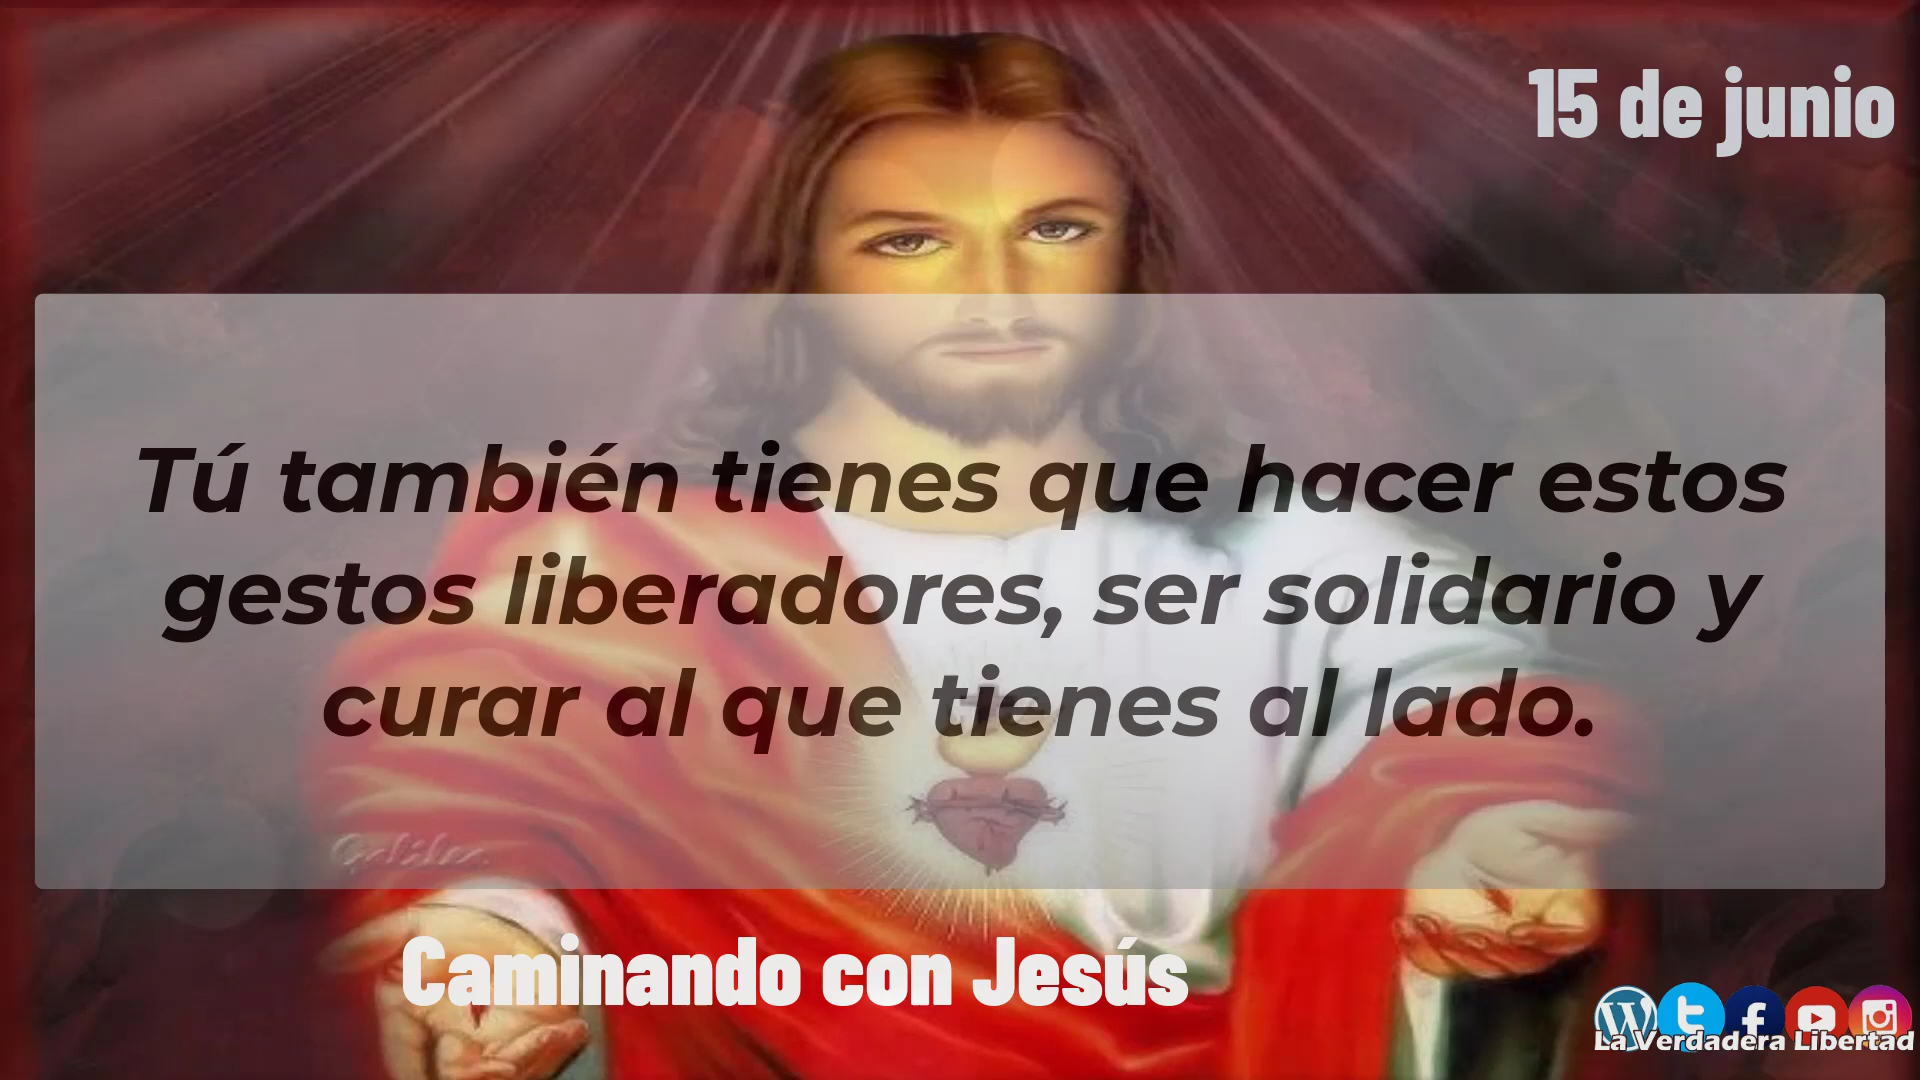 15 de junio
Tú también tienes que hacer estos
gestos liberadores, ser solidario y
curar al que tienes al lado.
Galilea
Caminando con Jesús
La Verdadera Libertad